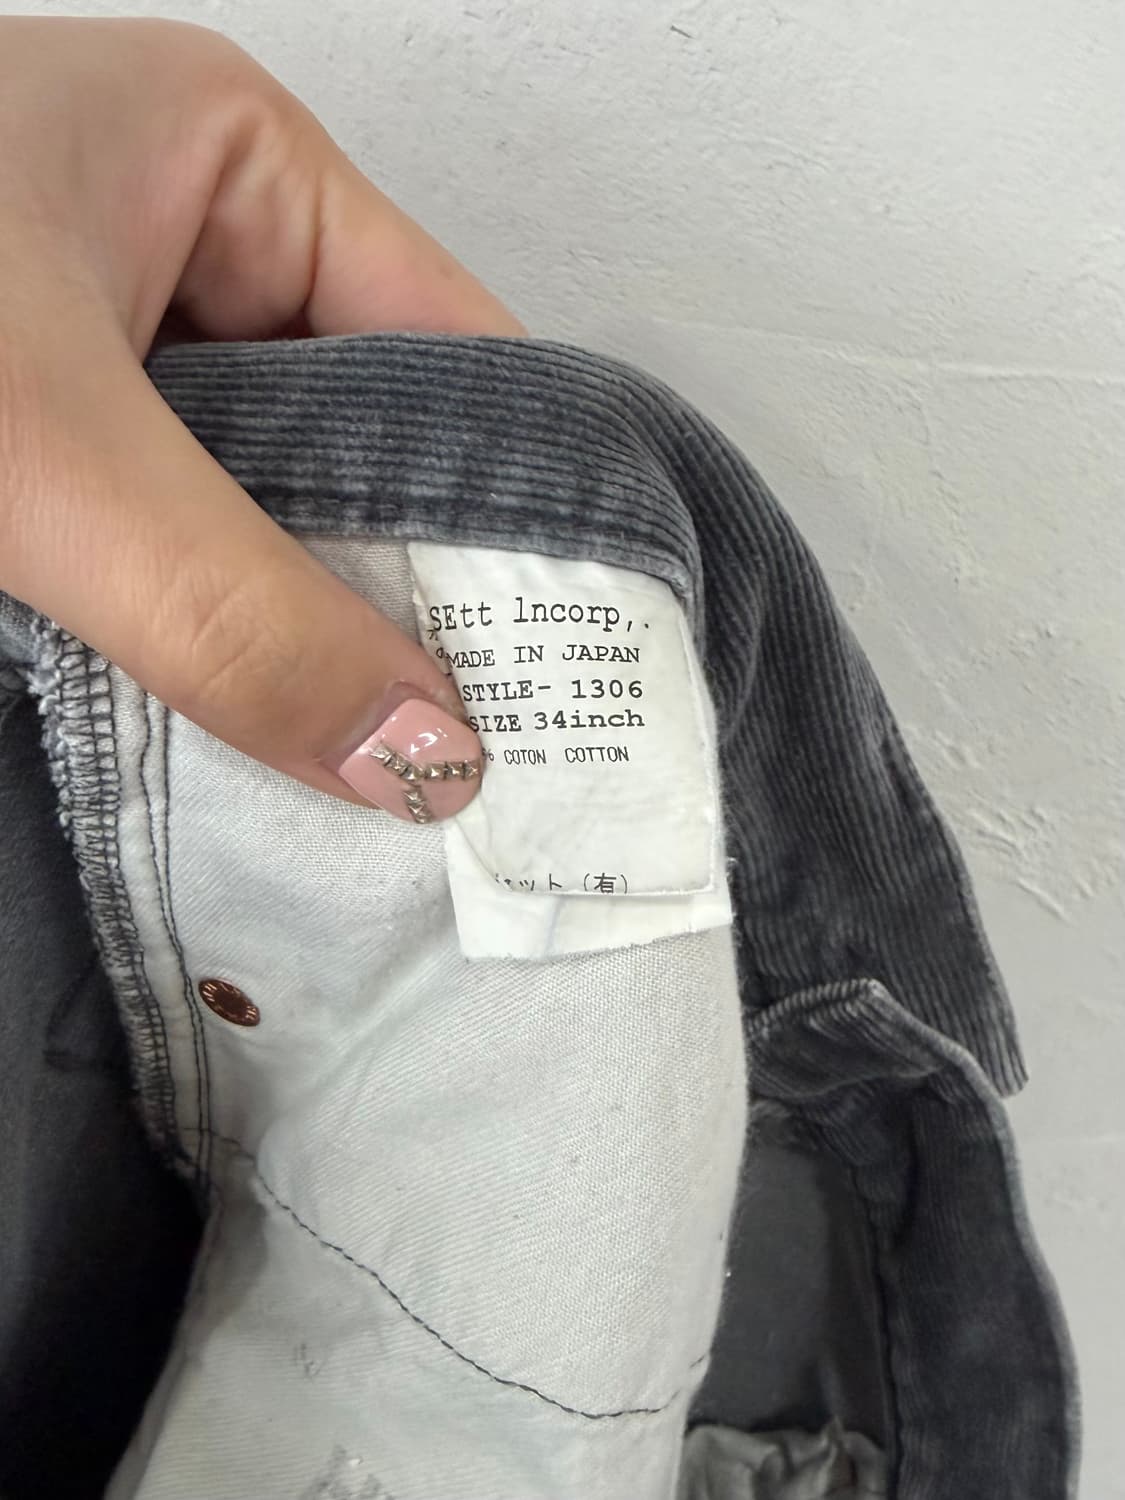 SEtt lncorp,.
MADE IN JAPAN
STYLE- 1306
SIZE 34inch
% COTON COTTON
ット (有)